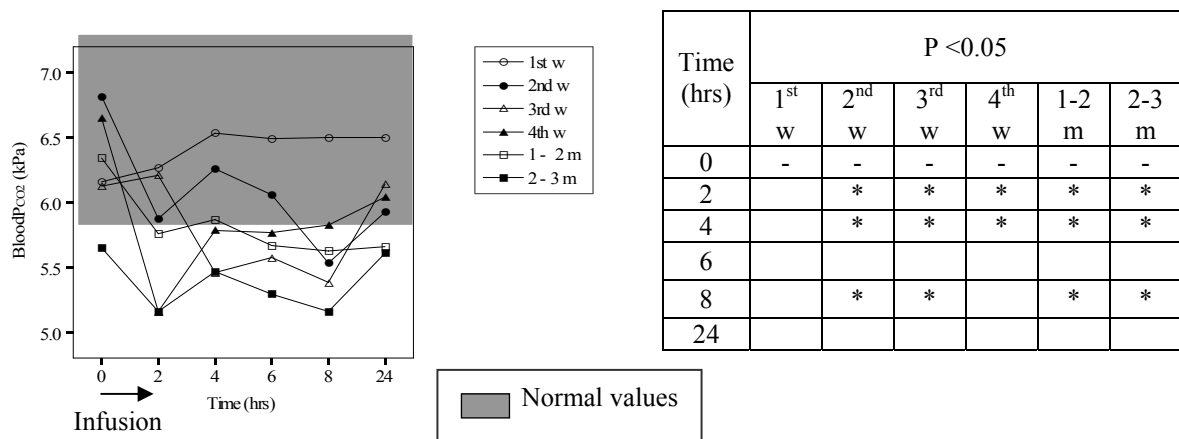 BloodPCO2 (kPa)
7.0
6.5
6.0
5.5
5.0
0 2 4 6 8 24
Time (hrs)
Infusion
1st w
2nd w
3rd w
4th w
1 - 2 m
2 - 3 m
Normal values
Time (hrs) P <0.05
1st w 2nd w 3rd w 4th w 1-2 m 2-3 m
0 - - - - - -
2 * * * * *
4 * * * * *
6
8 * * * *
24